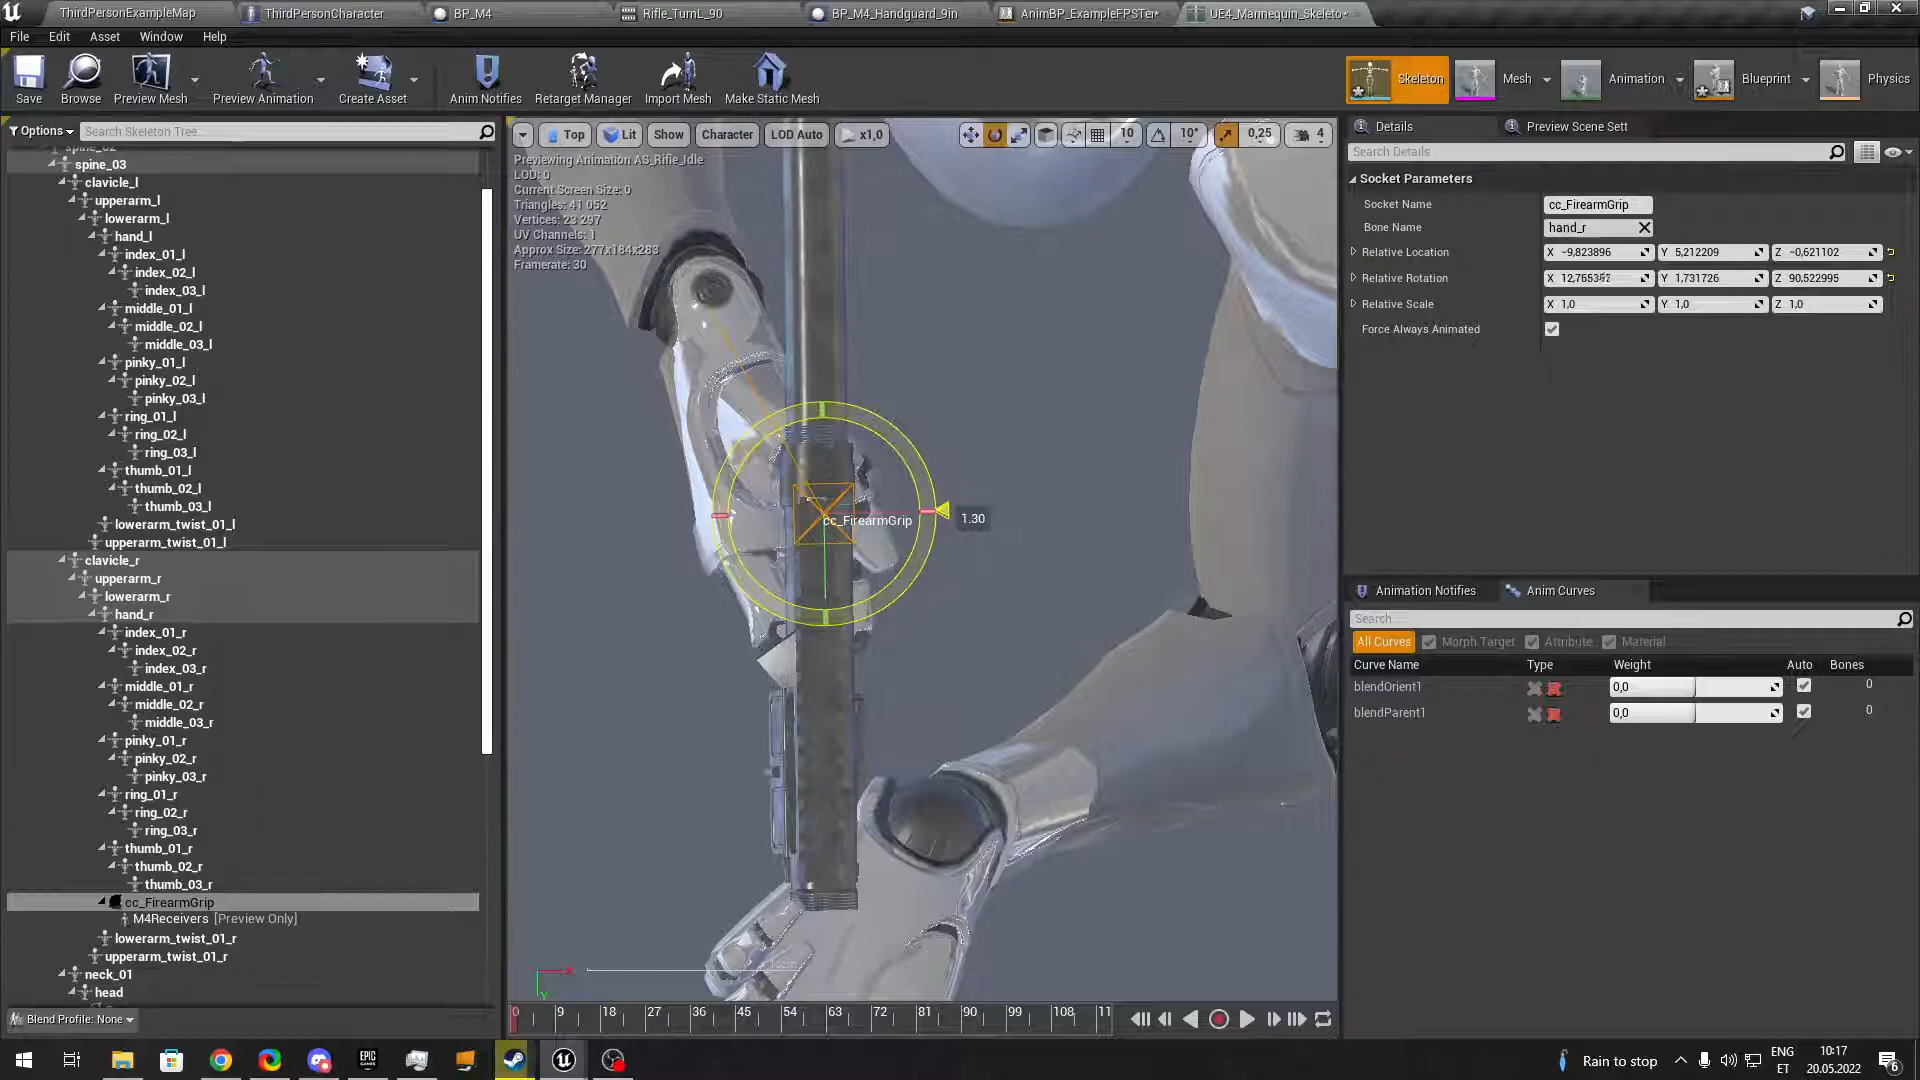 ThirdPersonExampleMap
ThirdPersonCharacter
BP_M4
Rifle_TurnL_90
BP_M4_Handguard_9in
AnimBP_ExampleFPSTer*
UE4_Mannequin_Skeleto*
File Edit Asset Window Help
Save
Browse
Preview Mesh
Preview Animation
Create Asset
Anim Notifies
Retarget Manager
Import Mesh
Make Static Mesh
Skeleton
Mesh
Animation
Blueprint
Physics
Options
Search Skeleton Tree...
spine_02
spine_03
clavicle_l
upperarm_l
lowerarm_l
hand_l
index_01_l
index_02_l
index_03_l
middle_01_l
middle_02_l
middle_03_l
pinky_01_l
pinky_02_l
pinky_03_l
ring_01_l
ring_02_l
ring_03_l
thumb_01_l
thumb_02_l
thumb_03_l
lowerarm_twist_01_l
upperarm_twist_01_l
clavicle_r
upperarm_r
lowerarm_r
hand_r
index_01_r
index_02_r
index_03_r
middle_01_r
middle_02_r
middle_03_r
pinky_01_r
pinky_02_r
pinky_03_r
ring_01_r
ring_02_r
ring_03_r
thumb_01_r
thumb_02_r
thumb_03_r
cc_FirearmGrip
M4Receivers [Preview Only]
lowerarm_twist_01_r
upperarm_twist_01_r
neck_01
head
Blend Profile: None
Top Lit Show Character LOD Auto x1,0
10 10° 0,25 4
Previewing Animation AS_Rifle_Idle
LOD: 0
Current Screen Size: 0
Triangles: 41 052
Vertices: 23 297
UV Channels: 1
Approx Size: 277x184x283
Framerate: 30
cc_FirearmGrip
1.30
Y
0 9 18 27 36 45 54 63 72 81 90 99 108 11
Details
Preview Scene Sett
Search Details
Socket Parameters
Socket Name cc_FirearmGrip
Bone Name hand_r
Relative Location X -9,823896 Y 5,212209 Z -0,621102
Relative Rotation X Y 1,731726 Z 90,522995
Relative Scale X 1,0 Y 1,0 Z 1,0
Force Always Animated
Animation Notifies
Anim Curves
Search
All Curves Morph Target Attribute Material
Curve Name Type Weight Auto Bones
blendOrient1 0,0 0
blendParent1 0,0 0
EPIC GAMES
Rain to stop
ENG
ET
10:17
20.05.2022
6